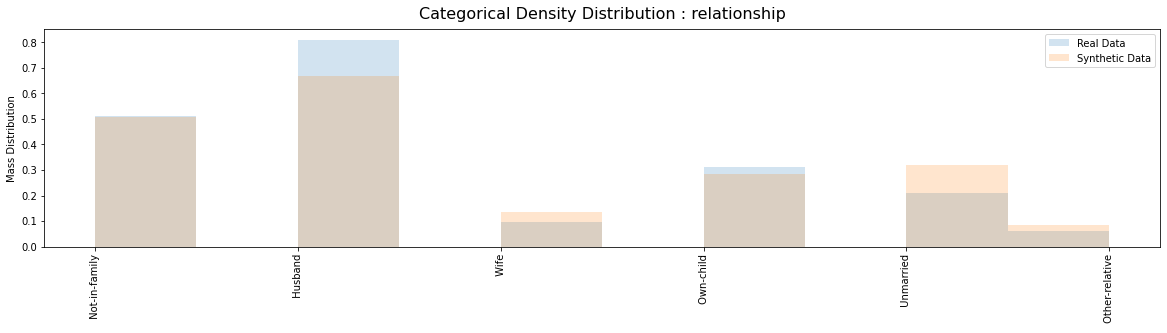 Categorical Density Distribution : relationship
Real Data
Synthetic Data
Mass Distribution
0.8
0.7
0.6
0.5
0.4
0.3
0.2
0.1
0.0
Not-in-family
Husband
Wife
Own-child
Unmarried
Other-relative